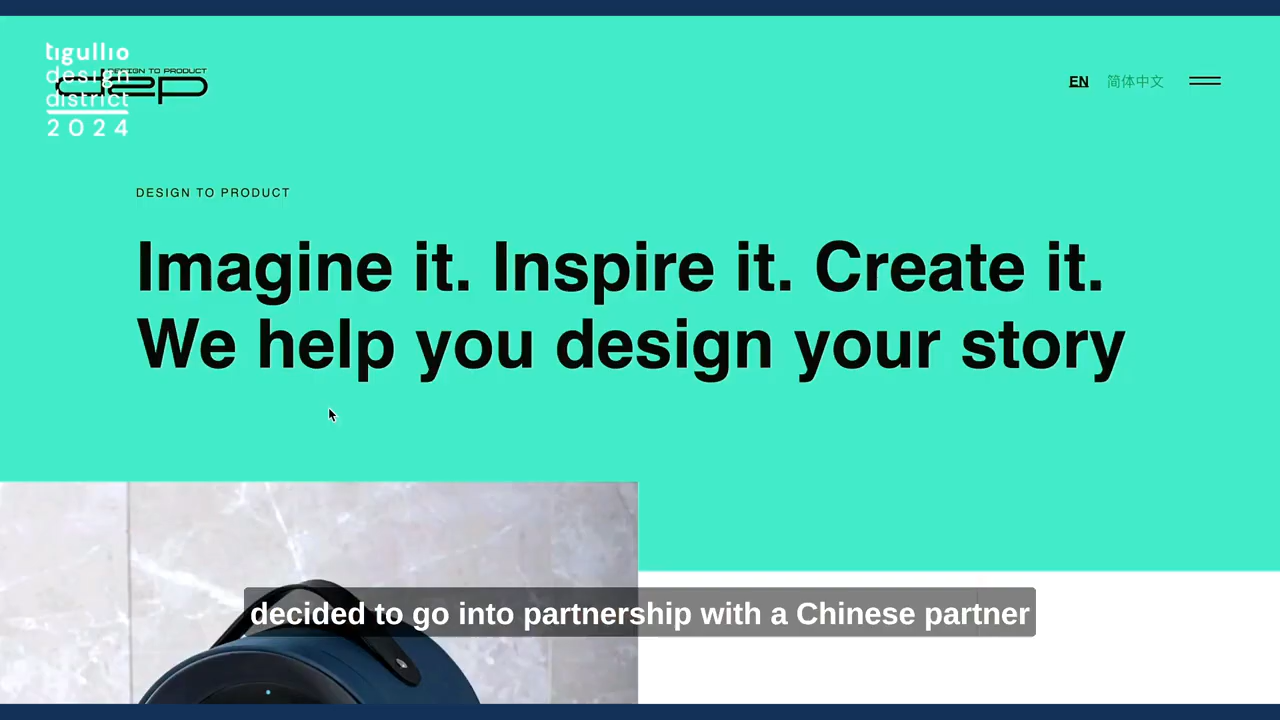 tigullio
design
district
2024
DESIGN TO PRODUCT
d2p
EN 简体中文
DESIGN TO PRODUCT
Imagine it. Inspire it. Create it.
We help you design your story
decided to go into partnership with a Chinese partner